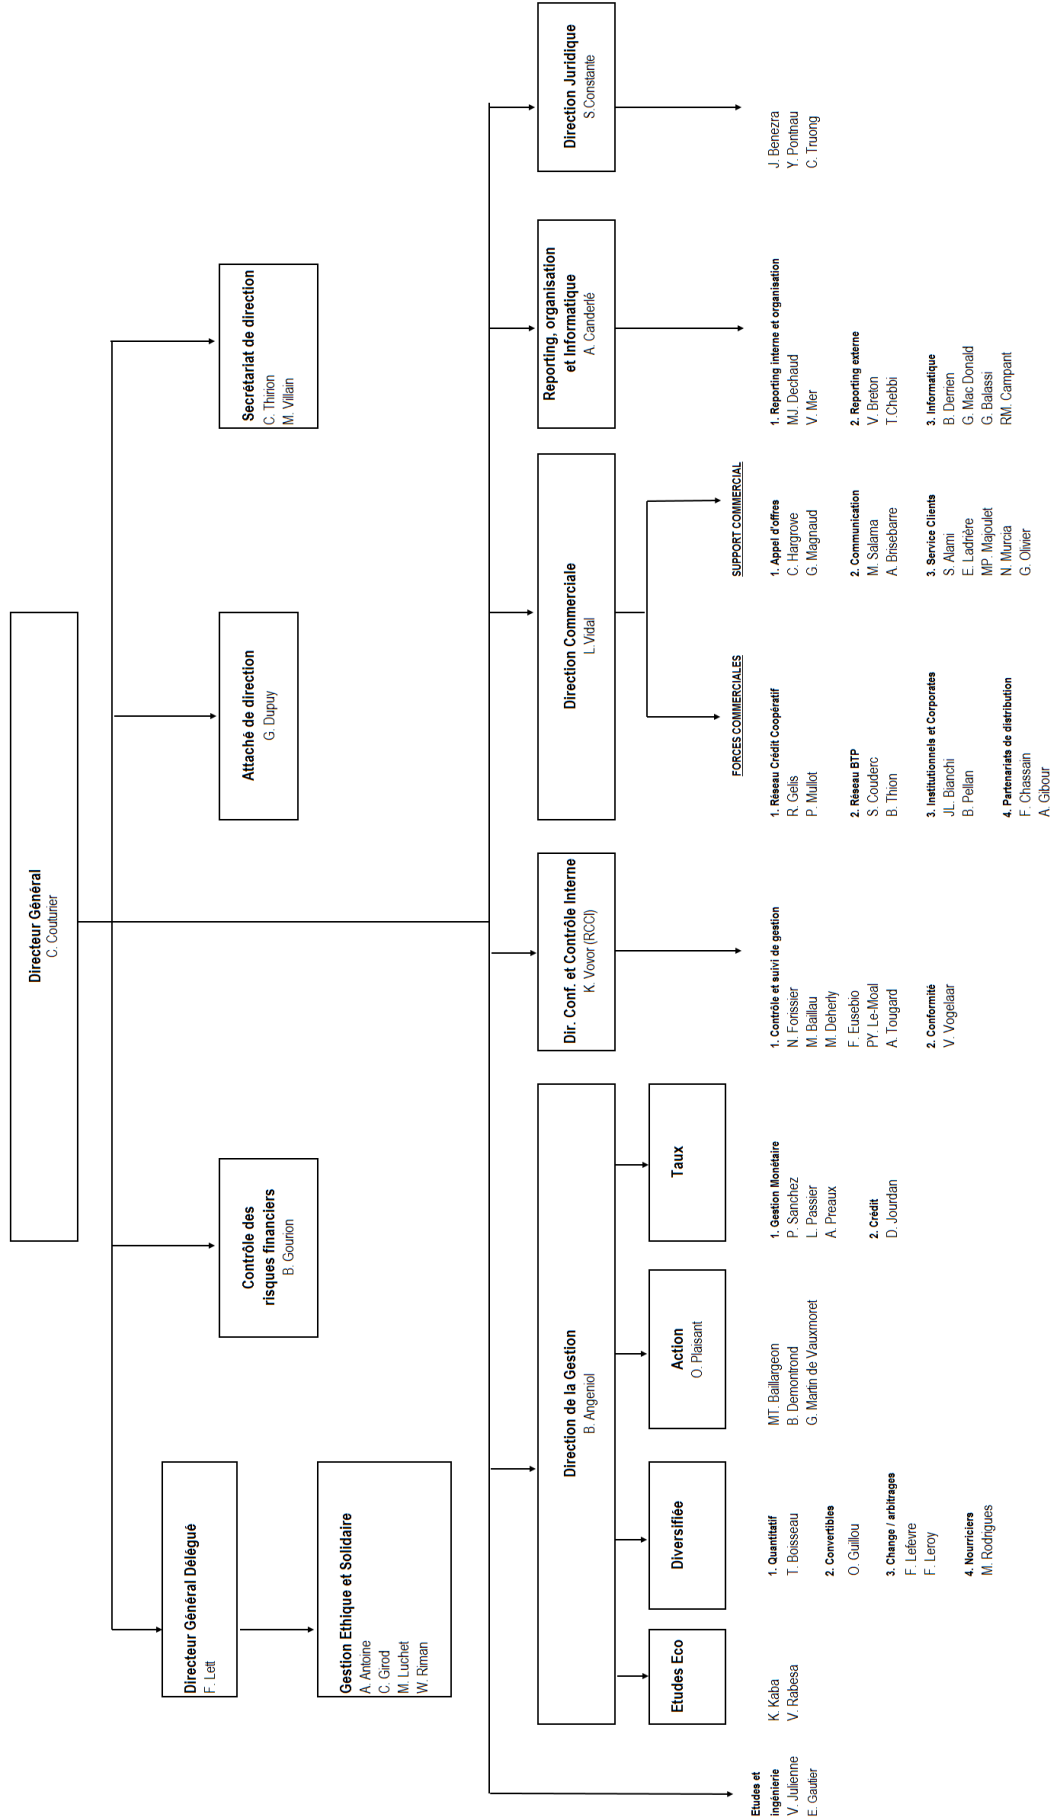 Directeur Général
C. Couturier
Directeur Général Délégué
F. Lett
Gestion Ethique et Solidaire
A. Antoine
C. Girod
M. Luchet
W. Riman
Contrôle des
risques financiers
B. Gourion
Attaché de direction
G. Dupuy
Secrétariat de direction
C. Thirion
M. Villain
Etudes et
ingénierie
V. Julienne
E. Gautier
Direction de la Gestion
B. Angeniol
Etudes Eco
K. Kaba
V. Rabesa
Diversifiée
1. Quantitatif
T. Boisseau
2. Convertibles
O. Guillou
3. Change / arbitrages
F. Lefevre
F. Leroy
4. Nourriciers
M. Rodrigues
Action
O. Plaisant
MT. Baillargeon
B. Demontrond
G. Martin de Vauxmoret
Taux
1. Gestion Monétaire
P. Sanchez
L. Passier
A. Preaux
2. Crédit
D. Jourdan
Dir. Conf. et Contrôle Interne
K. Vovor (RCCI)
1. Contrôle et suivi de gestion
N. Forissier
M. Baillau
M. Deherly
F. Eusebio
PY. Le-Moal
A. Tougard
2. Conformité
V. Vogelaar
Direction Commerciale
L.Vidal
FORCES COMMERCIALES
1. Réseau Crédit Coopératif
R. Gelis
P. Mullot
2. Réseau BTP
S. Couderc
B. Thion
3. Institutionnels et Corporates
JL. Bianchi
B. Pellan
4. Partenariats de distribution
F. Chassain
A. Gibour
SUPPORT COMMERCIAL
1. Appel d'offres
C. Hargrove
G. Magnaud
2. Communication
M. Salama
A. Brisebarre
3. Service Clients
S. Alami
E. Ladrière
MP. Majoulet
N. Murcia
G. Olivier
Reporting, organisation
et Informatique
A. Canderlé
1. Reporting interne et organisation
MJ. Dechaud
V. Mer
2. Reporting externe
V. Breton
T.Chebbi
3. Informatique
B. Derrien
G. Mac Donald
G. Balassi
RM. Campant
Direction Juridique
S.Constante
J. Benezra
Y. Pontnau
C. Truong